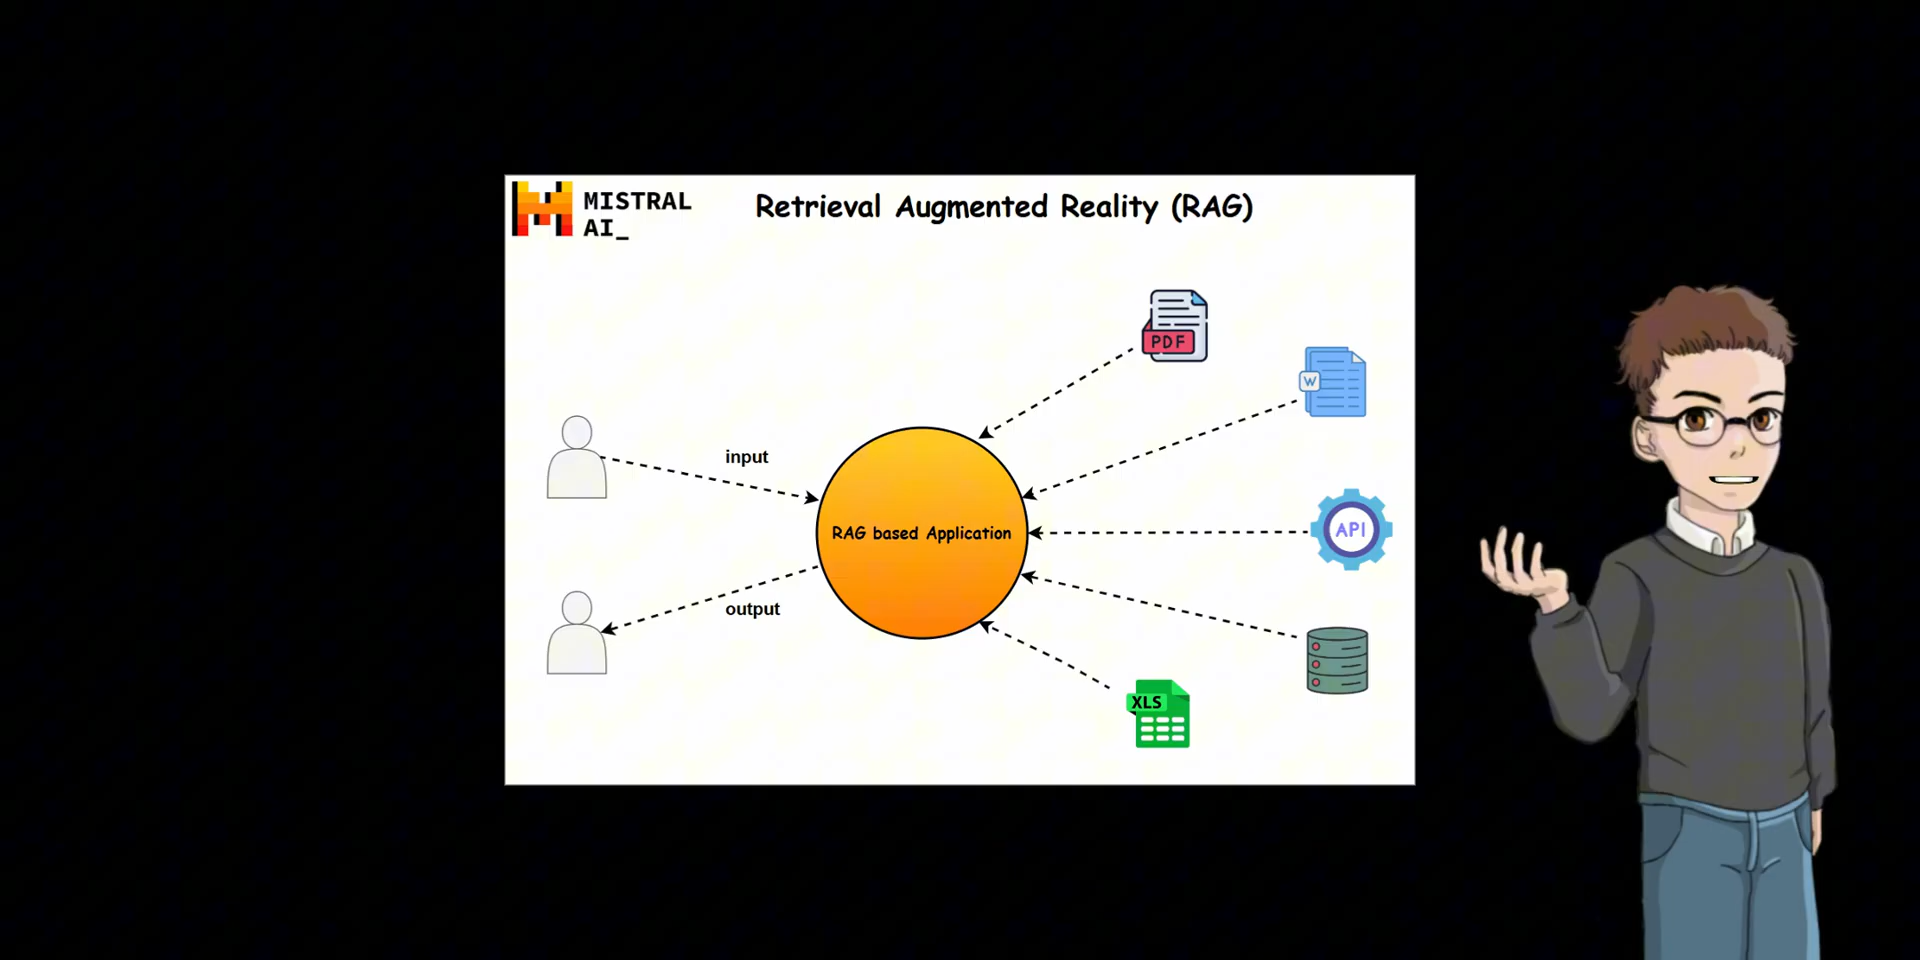 MISTRAL
AI_
Retrieval Augmented Reality (RAG)
PDF
W
input
API
RAG based Application
output
XLS